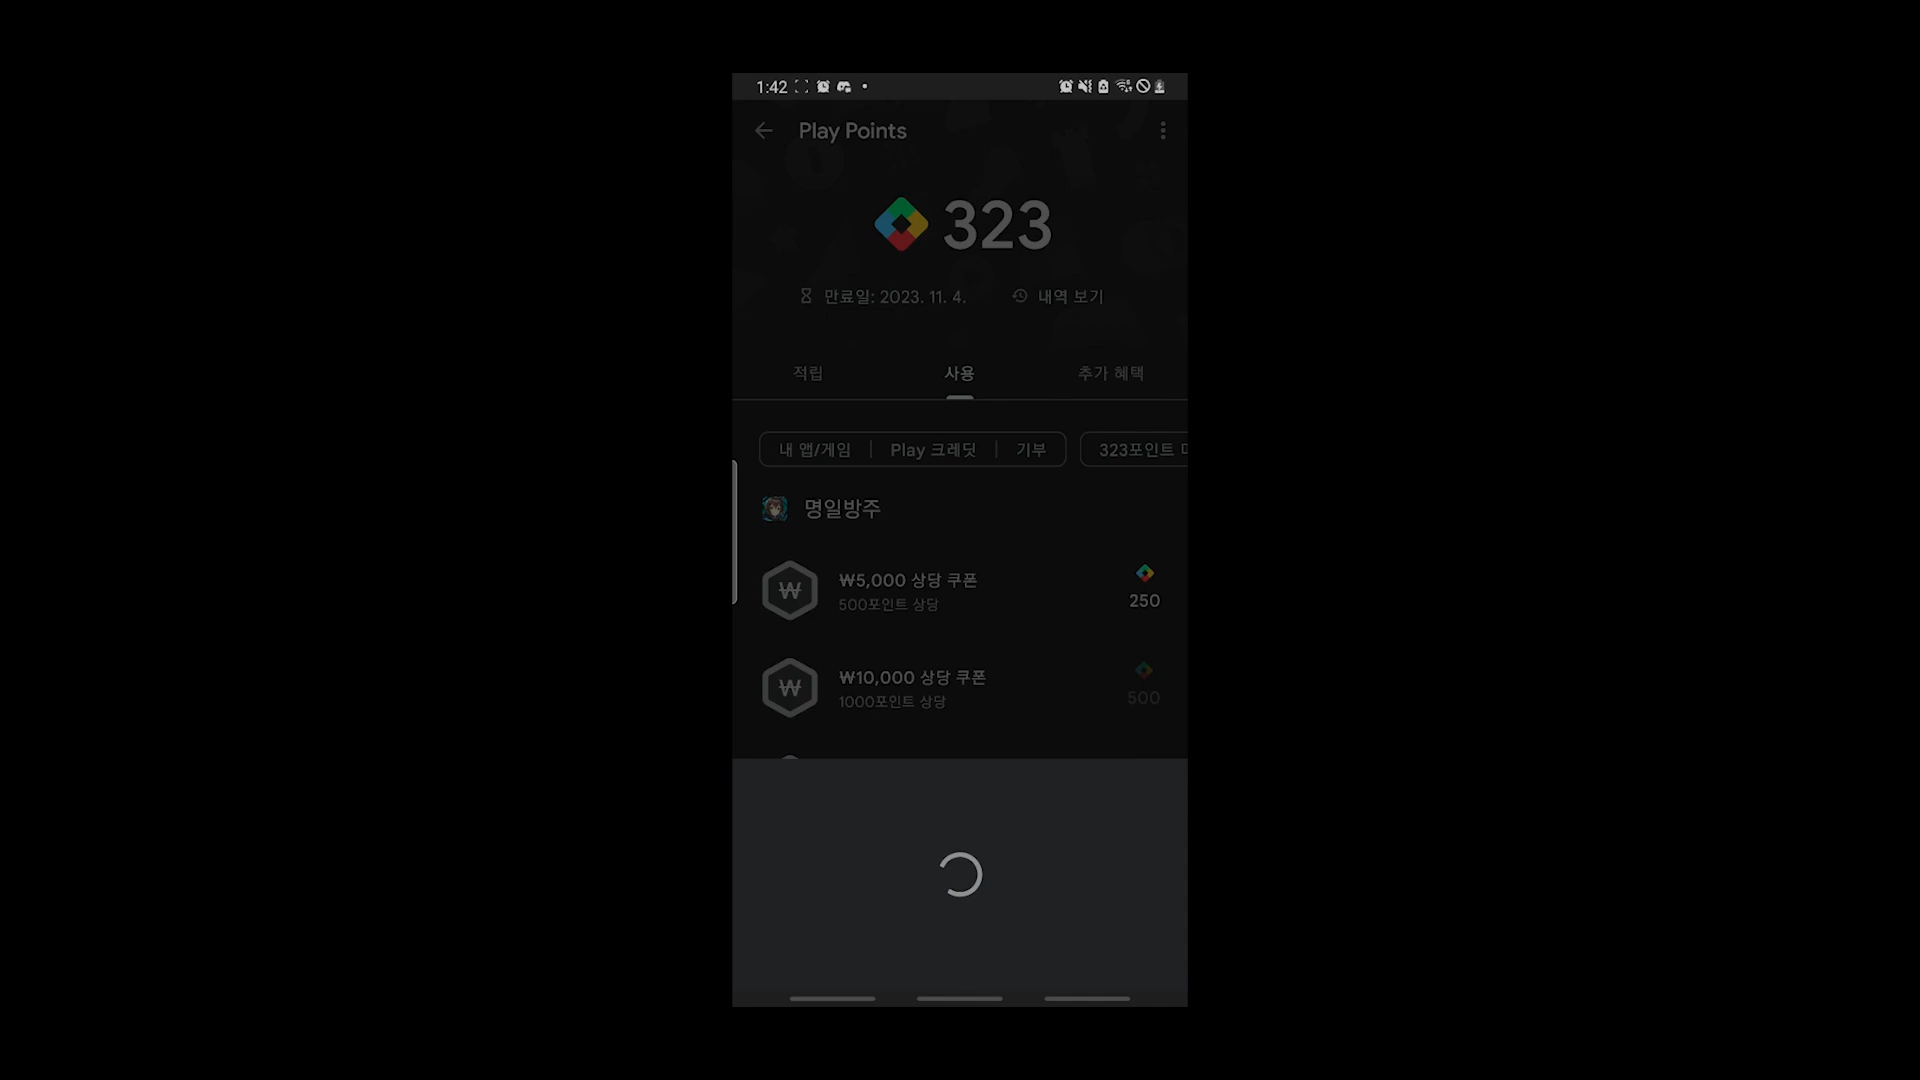 1:42
Play Points
323
만료일: 2023. 11. 4.
내역 보기
적립
사용
추가 혜택
내 앱/게임
Play 크레딧
기부
323포인트
명일방주
₩5,000 상당 쿠폰
500포인트 상당
250
₩10,000 상당 쿠폰
1000포인트 상당
500